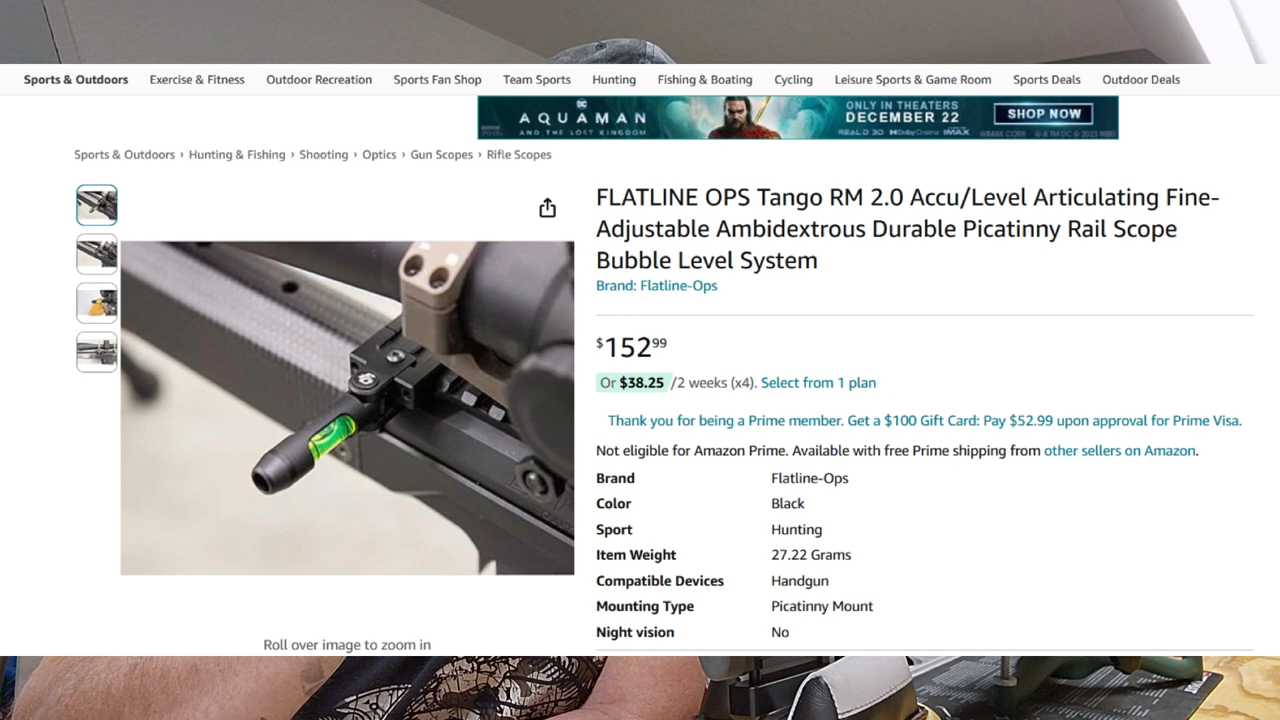 Sports & Outdoors Exercise & Fitness Outdoor Recreation Sports Fan Shop Team Sports Hunting Fishing & Boating Cycling Leisure Sports & Game Room Sports Deals Outdoor Deals
DC
AQUAMAN
AND THE LOST KINGDOM
ONLY IN THEATERS
DECEMBER 22
REALD 3D Dolby Cinema IMAX
SHOP NOW
Sports & Outdoors › Hunting & Fishing › Shooting › Optics › Gun Scopes › Rifle Scopes
FLATLINE OPS Tango RM 2.0 Accu/Level Articulating Fine-
Adjustable Ambidextrous Durable Picatinny Rail Scope
Bubble Level System
Brand: Flatline-Ops
$152 99
Or $38.25 /2 weeks (x4). Select from 1 plan
Thank you for being a Prime member. Get a $100 Gift Card: Pay $52.99 upon approval for Prime Visa.
Not eligible for Amazon Prime. Available with free Prime shipping from other sellers on Amazon.
Brand Flatline-Ops
Color Black
Sport Hunting
Item Weight 27.22 Grams
Compatible Devices Handgun
Mounting Type Picatinny Mount
Night vision No
Roll over image to zoom in